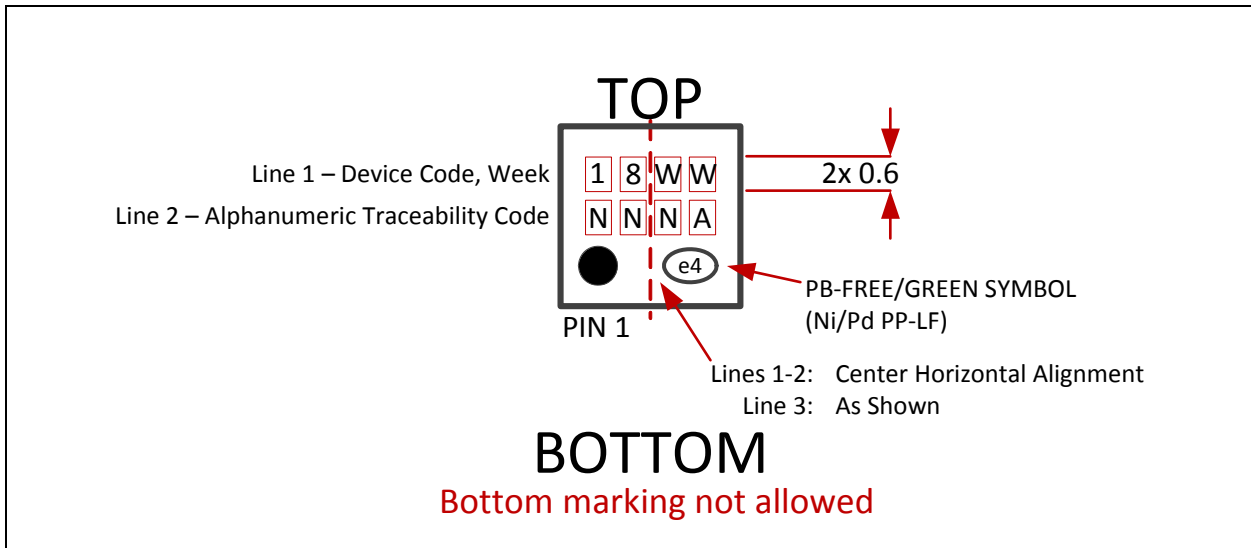 TOP
Line 1 – Device Code, Week
1 8 W W
2x 0.6
Line 2 – Alphanumeric Traceability Code
N N N A
e4
PB-FREE/GREEN SYMBOL
(Ni/Pd PP-LF)
PIN 1
Lines 1-2: Center Horizontal Alignment
Line 3: As Shown
BOTTOM
Bottom marking not allowed